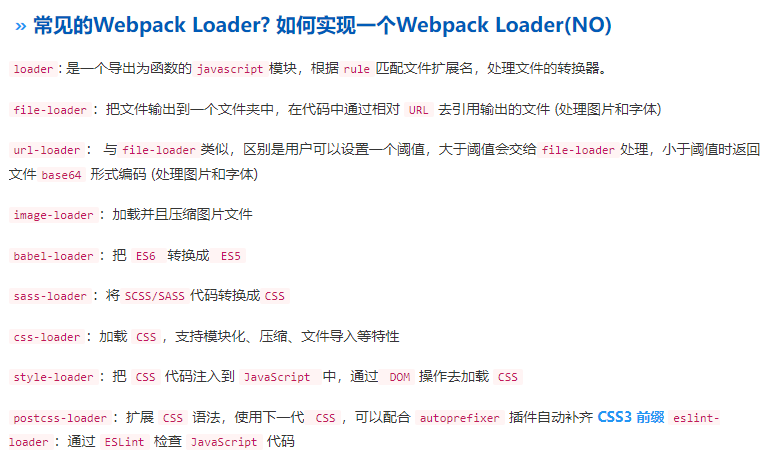 » 常见的Webpack Loader? 如何实现一个Webpack Loader(NO)
loader：是一个导出为函数的 javascript 模块，根据 rule 匹配文件扩展名，处理文件的转换器。
file-loader：把文件输出到一个文件夹中，在代码中通过相对 URL 去引用输出的文件 (处理图片和字体)
url-loader： 与 file-loader 类似，区别是用户可以设置一个阈值，大于阈值会交给 file-loader 处理，小于阈值时返回
文件 base64 形式编码 (处理图片和字体)
image-loader：加载并且压缩图片文件
babel-loader：把 ES6 转换成 ES5
sass-loader：将 SCSS/SASS 代码转换成 CSS
css-loader：加载 CSS，支持模块化、压缩、文件导入等特性
style-loader：把 CSS 代码注入到 JavaScript 中，通过 DOM 操作去加载 CSS
postcss-loader：扩展 CSS 语法，使用下一代 CSS，可以配合 autoprefixer 插件自动补齐 CSS3 前缀 eslint-
loader：通过 ESLint 检查 JavaScript 代码